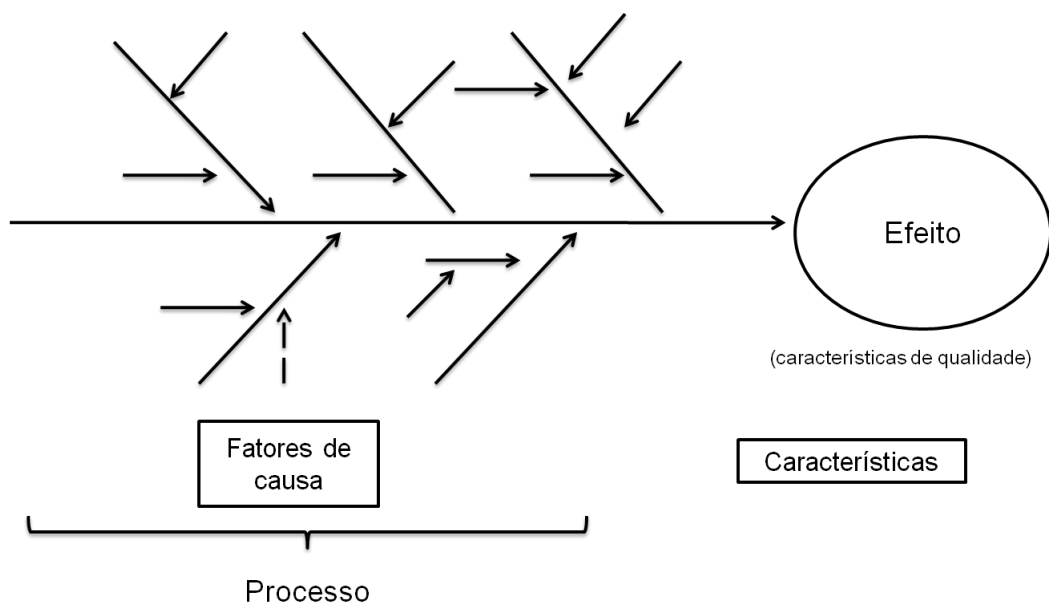 Efeito
(características de qualidade)
Fatores de
causa
Características
Processo